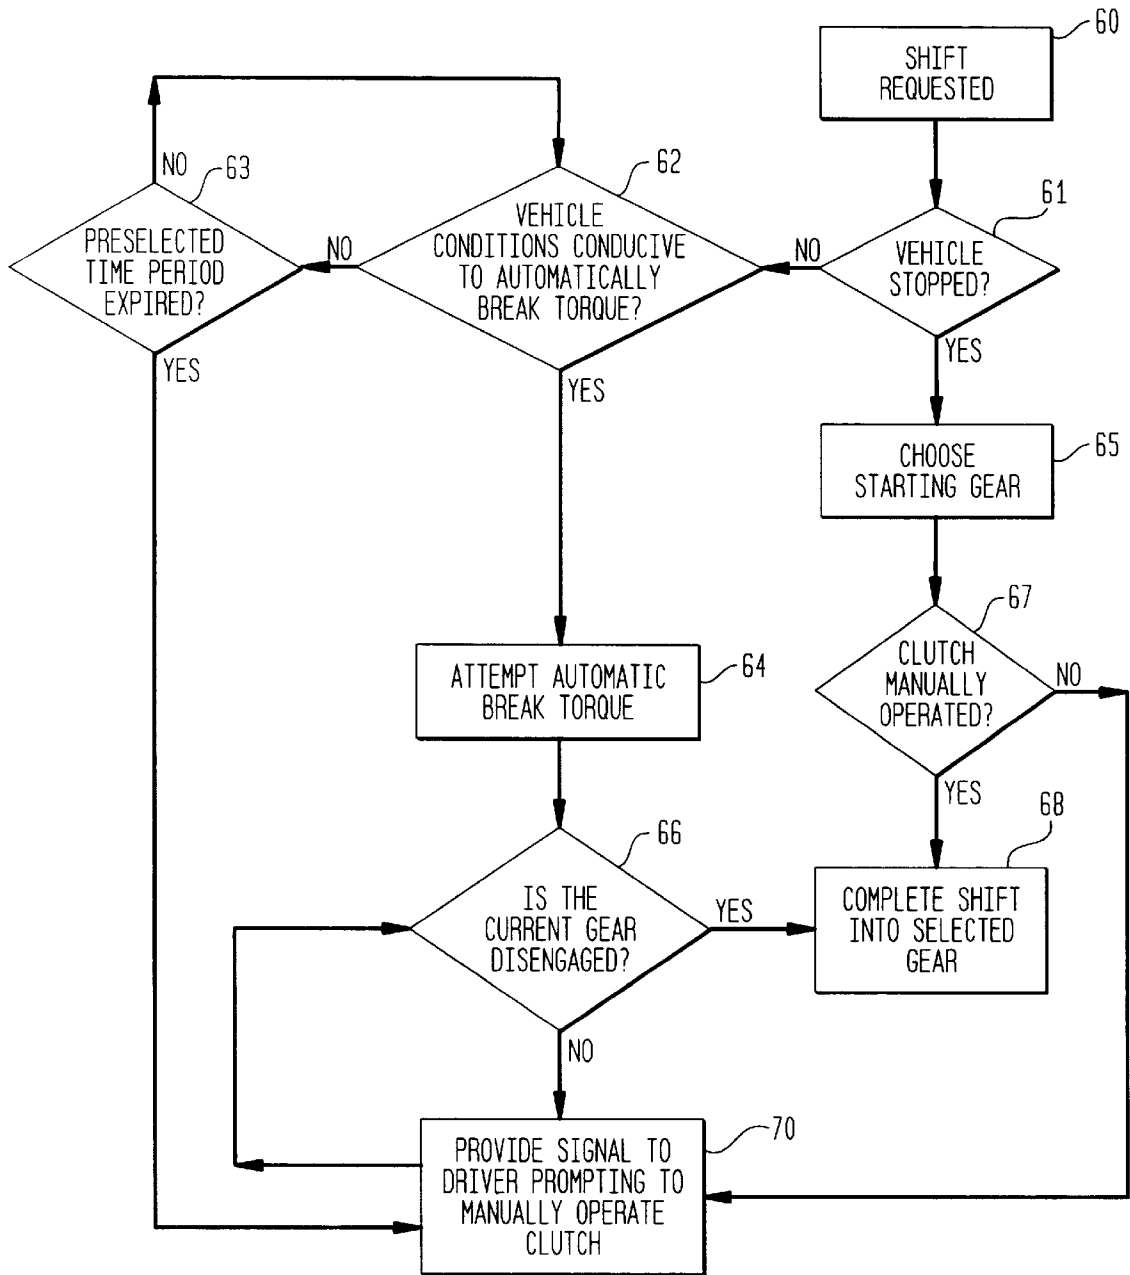 60
SHIFT
REQUESTED
61
VEHICLE
STOPPED?
NO
YES
62
VEHICLE
CONDITIONS CONDUCIVE
TO AUTOMATICALLY
BREAK TORQUE?
NO
YES
63
PRESELECTED
TIME PERIOD
EXPIRED?
NO
YES
65
CHOOSE
STARTING GEAR
64
ATTEMPT AUTOMATIC
BREAK TORQUE
67
CLUTCH
MANUALLY
OPERATED?
NO
YES
66
IS THE
CURRENT GEAR
DISENGAGED?
YES
NO
68
COMPLETE SHIFT
INTO SELECTED
GEAR
70
PROVIDE SIGNAL TO
DRIVER PROMPTING TO
MANUALLY OPERATE
CLUTCH